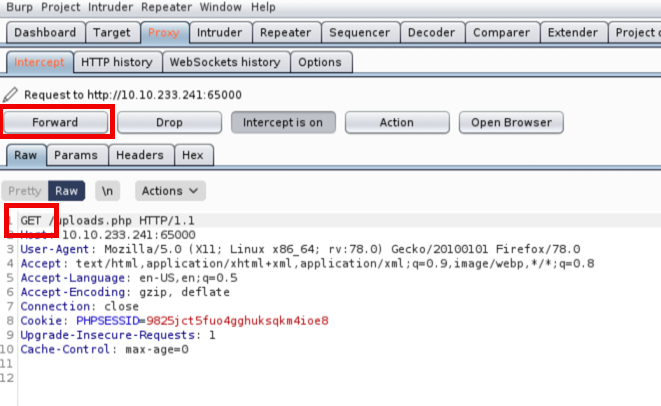 Burp Project Intruder Repeater Window Help
Dashboard Target Proxy Intruder Repeater Sequencer Decoder Comparer Extender Project o
Intercept HTTP history WebSockets history Options
Request to http://10.10.233.241:65000
Forward Drop Intercept is on Action Open Browser
Raw Params Headers Hex
Pretty Raw \n Actions
1 GET /uploads.php HTTP/1.1
10.10.233.241:65000
3 User-Agent: Mozilla/5.0 (X11; Linux x86_64; rv:78.0) Gecko/20100101 Firefox/78.0
4 Accept: text/html,application/xhtml+xml,application/xml;q=0.9,image/webp,*/*;q=0.8
5 Accept-Language: en-US,en;q=0.5
6 Accept-Encoding: gzip, deflate
7 Connection: close
8 Cookie: PHPSESSID=9825jct5fuo4gghuksqkm4ioe8
9 Upgrade-Insecure-Requests: 1
10 Cache-Control: max-age=0
11
12